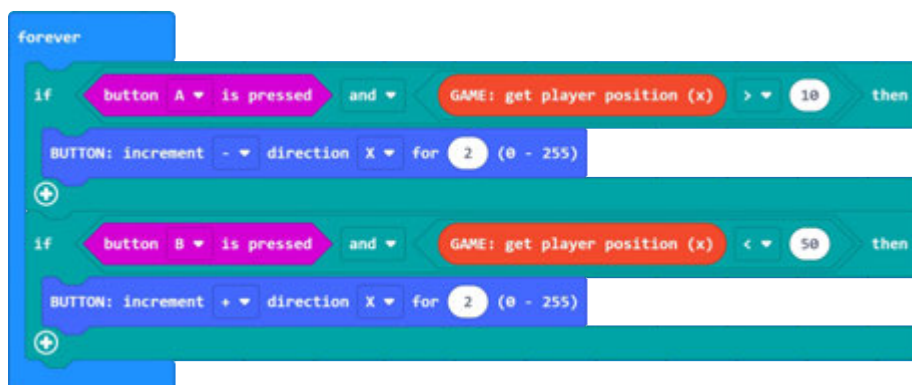 forever
if button A is pressed and GAME: get player position (x) > 10 then
BUTTON: increment - direction X for 2 (0 - 255)
if button B is pressed and GAME: get player position (x) < 50 then
BUTTON: increment + direction X for 2 (0 - 255)